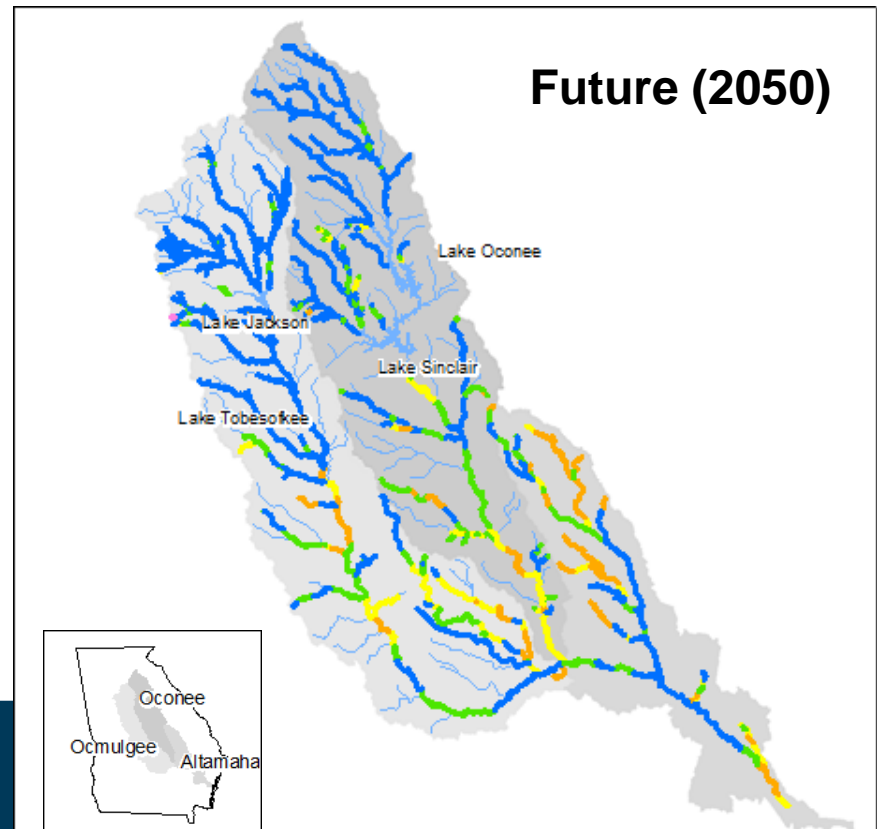 Future (2050)
Lake Oconee
Lake Jackson
Lake Sinclair
Lake Tobesofkee
Oconee
Ocmulgee
Altamaha